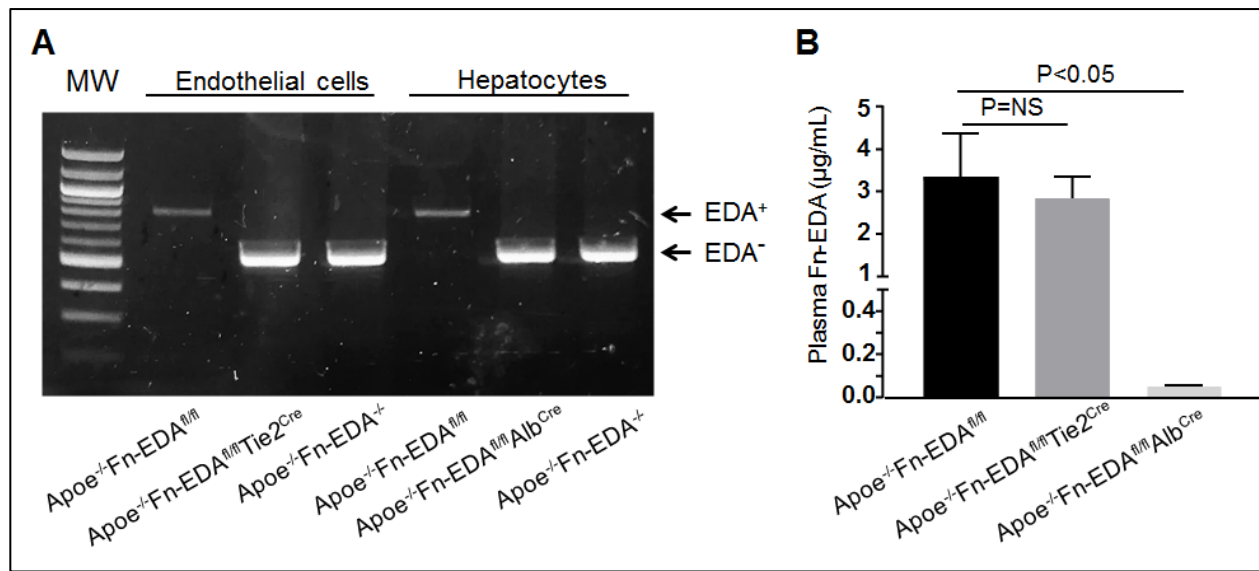 A
MW
Endothelial cells
Hepatocytes
← EDA⁺
← EDA⁻
Apoe⁻/⁻Fn-EDAfl/fl
Apoe⁻/⁻Fn-EDAfl/flTie2Cre
Apoe⁻/⁻Fn-EDA⁻/⁻
Apoe⁻/⁻Fn-EDAfl/fl
Apoe⁻/⁻Fn-EDAfl/flAlbCre
Apoe⁻/⁻Fn-EDA⁻/⁻
B
P<0.05
P=NS
Plasma Fn-EDA (µg/mL)
5
4
3
2
1
0.4
0.2
0.0
Apoe⁻/⁻Fn-EDAfl/fl
Apoe⁻/⁻Fn-EDAfl/flTie2Cre
Apoe⁻/⁻Fn-EDAfl/flAlbCre